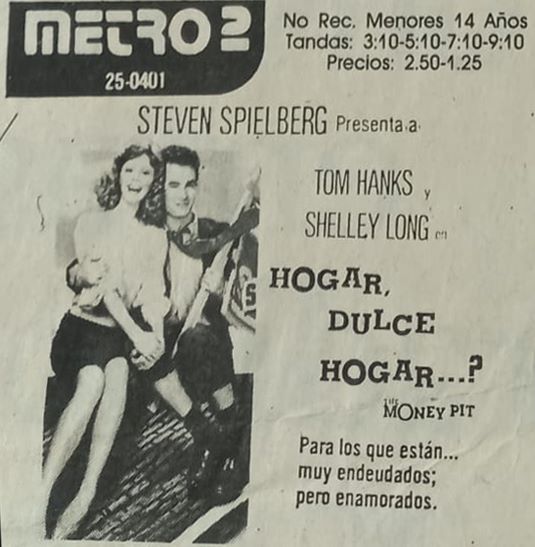 METRO 2
25-0401
No Rec. Menores 14 Años
Tandas: 3:10-5:10-7:10-9:10
Precios: 2.50-1.25
STEVEN SPIELBERG Presenta a
TOM HANKS y
SHELLEY LONG en
HOGAR,
DULCE
HOGAR...?
THE MONEY PIT
Para los que están...
muy endeudados;
pero enamorados.